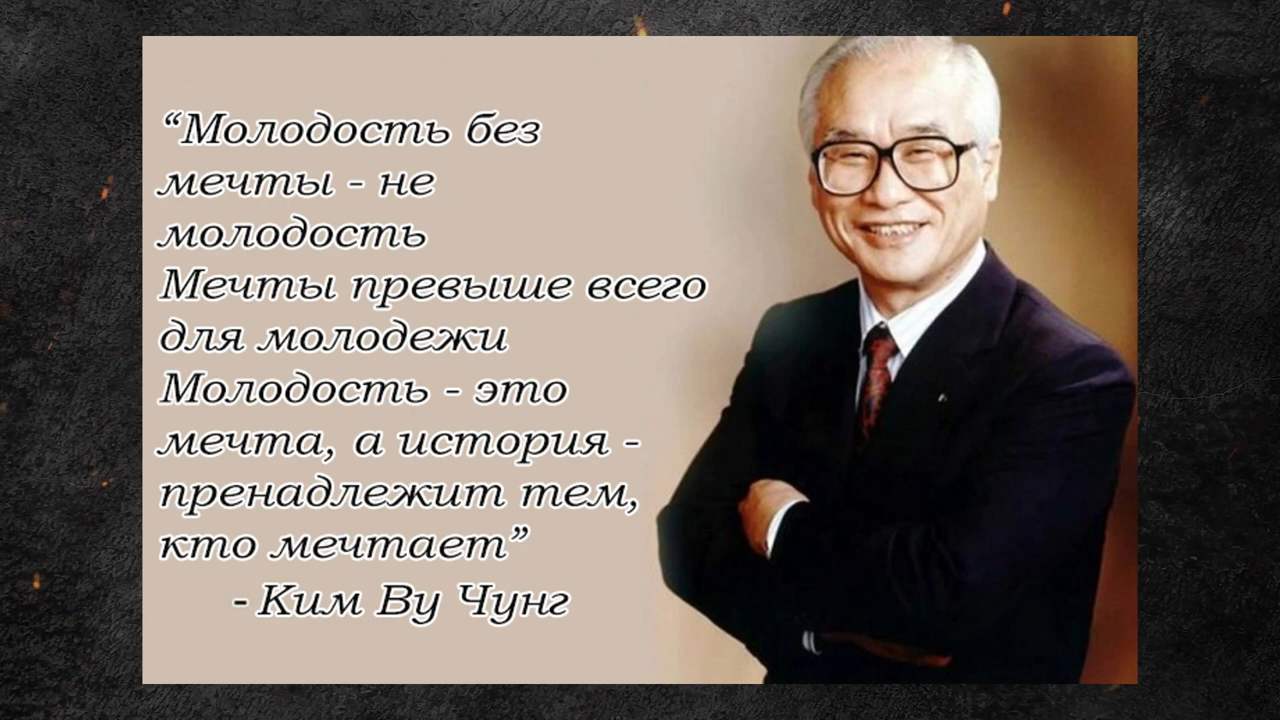 “Молодость без
мечты - не
молодость
Мечты превыше всего
для молодежи
Молодость - это
мечта, а история -
пренадлежит тем,
кто мечтает”
- Ким Ву Чунг